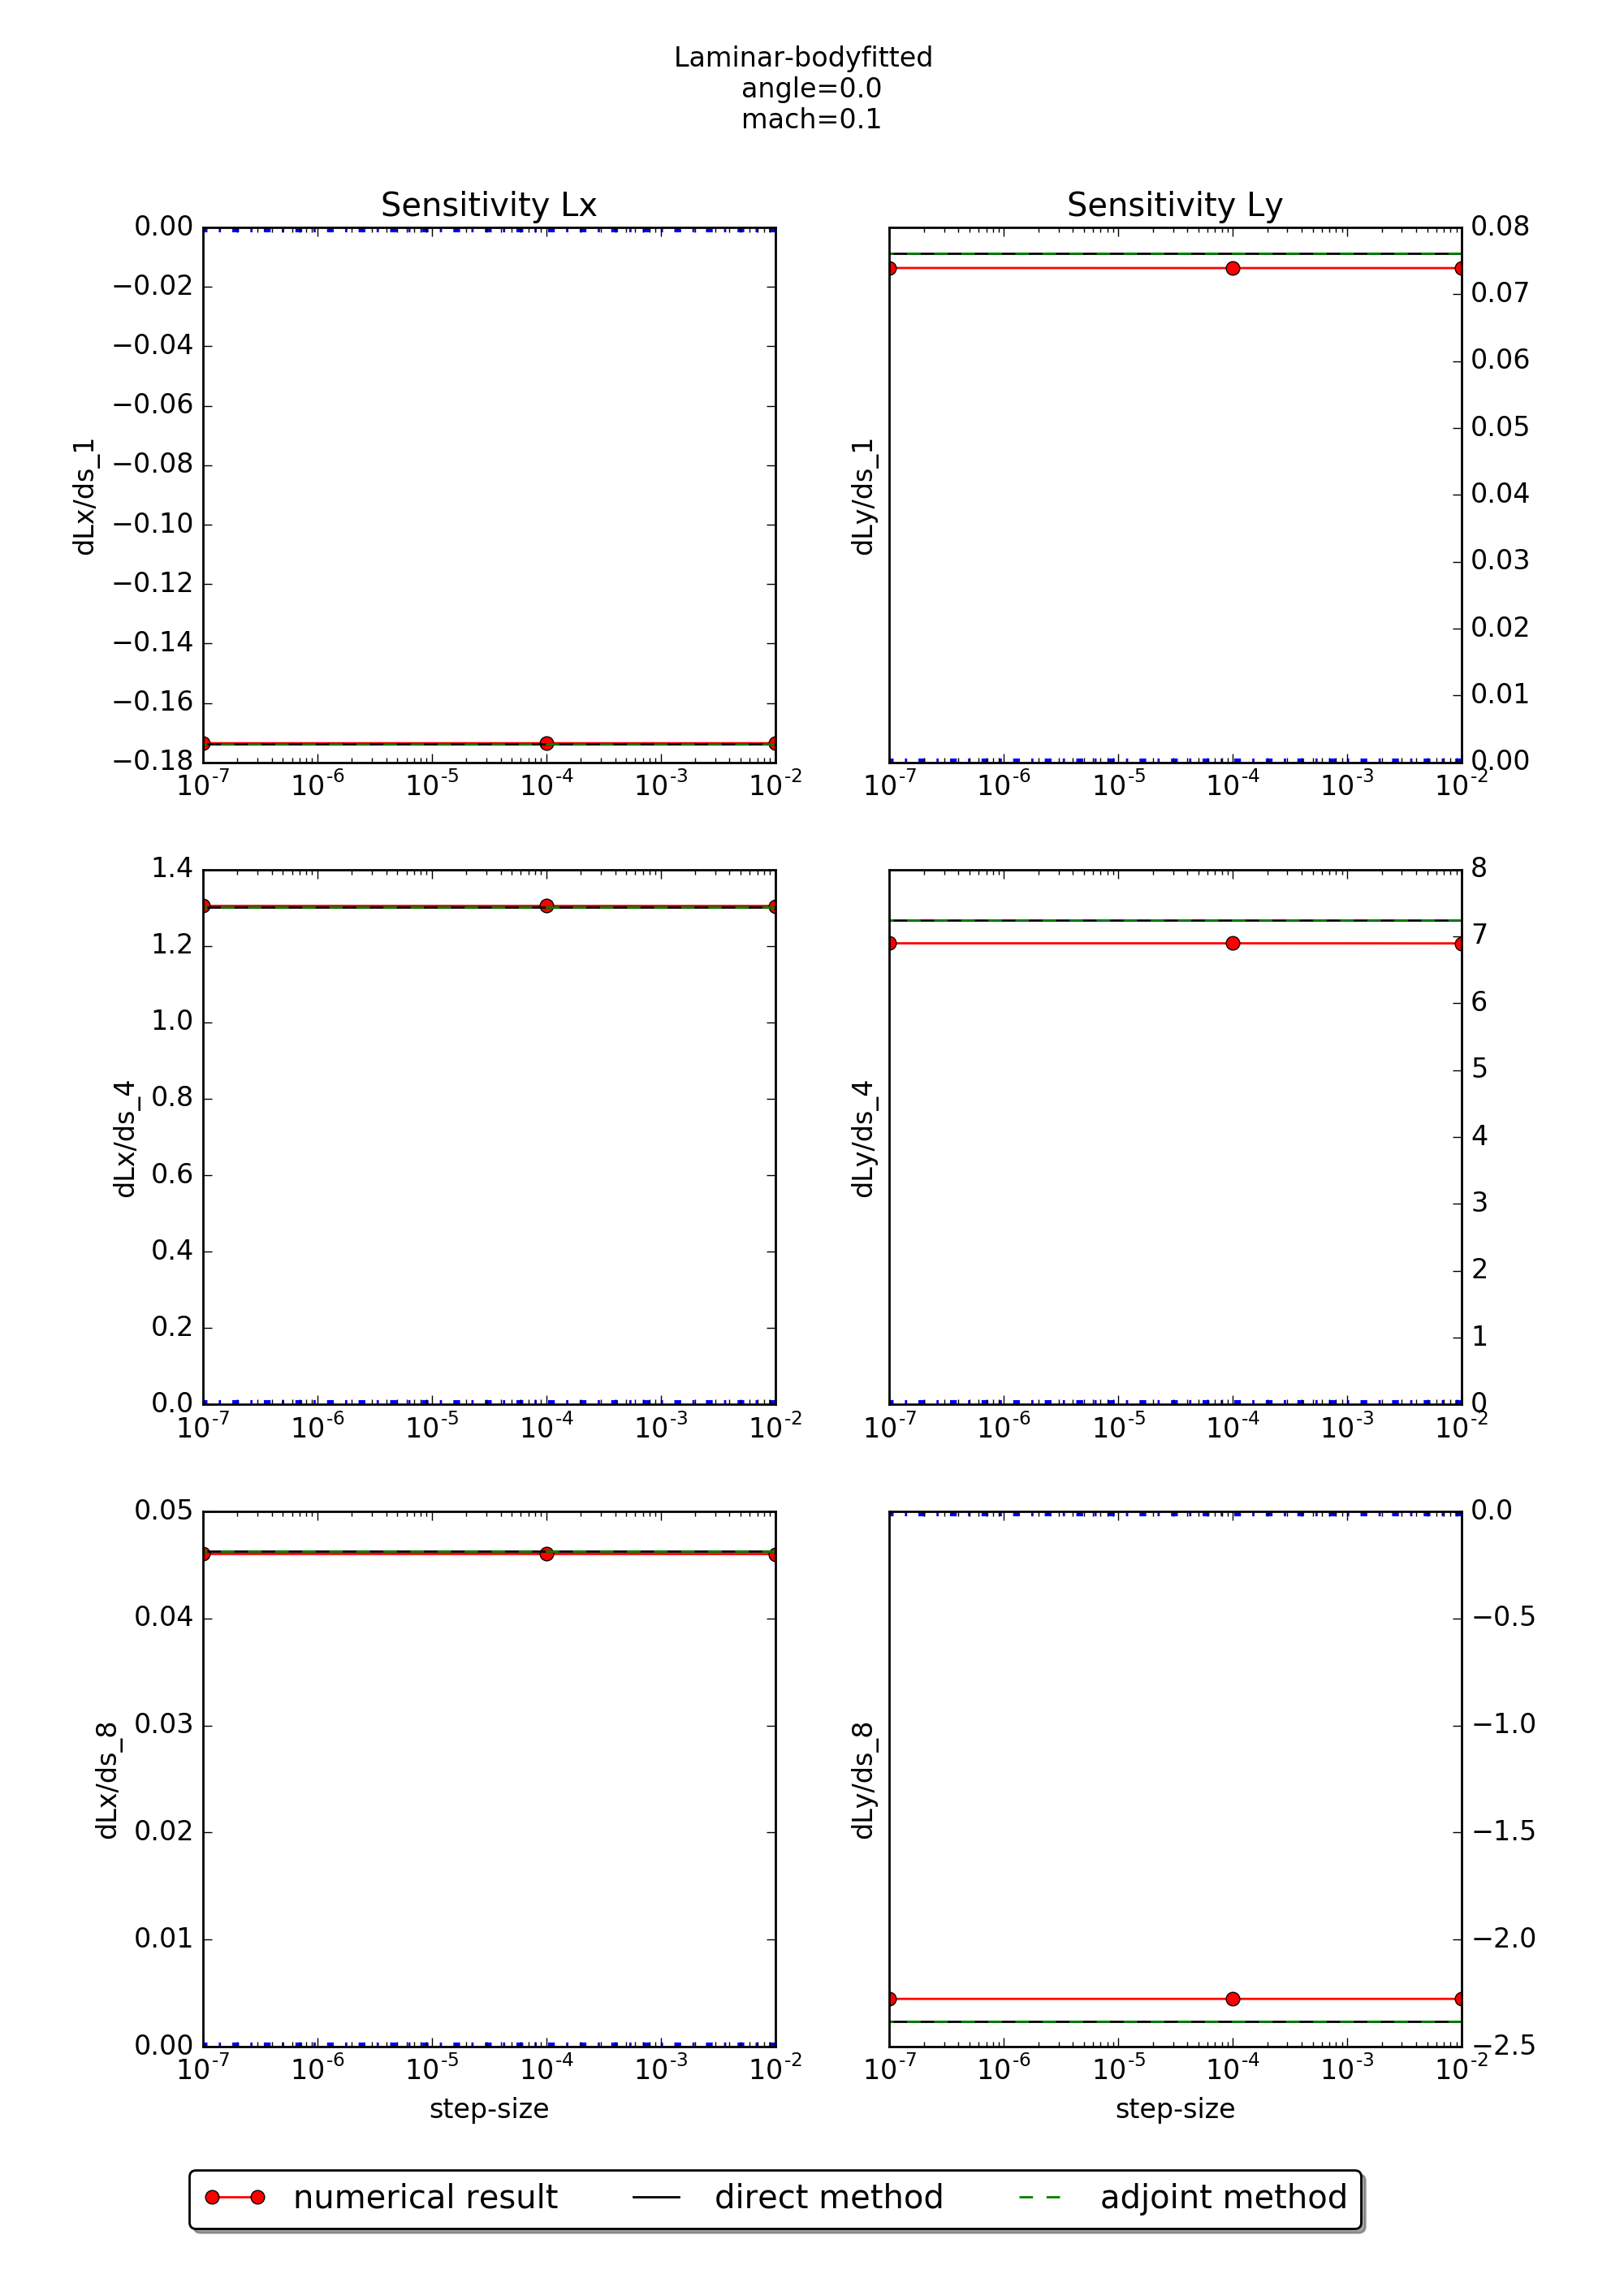 Laminar-bodyfitted
angle=0.0
mach=0.1
Sensitivity Lx
0.00
−0.02
−0.04
−0.06
−0.08
−0.10
−0.12
−0.14
−0.16
−0.18
dLx/ds_1
10-7 10-6 10-5 10-4 10-3 10-2
Sensitivity Ly
0.08
0.07
0.06
0.05
0.04
0.03
0.02
0.01
0.00
dLy/ds_1
10-7 10-6 10-5 10-4 10-3 10-2
1.4
1.2
1.0
0.8
0.6
0.4
0.2
0.0
dLx/ds_4
10-7 10-6 10-5 10-4 10-3 10-2
8
7
6
5
4
3
2
1
0
dLy/ds_4
10-7 10-6 10-5 10-4 10-3 10-2
0.05
0.04
0.03
0.02
0.01
0.00
dLx/ds_8
10-7 10-6 10-5 10-4 10-3 10-2
step-size
0.0
−0.5
−1.0
−1.5
−2.0
−2.5
dLy/ds_8
10-7 10-6 10-5 10-4 10-3 10-2
step-size
numerical result direct method adjoint method